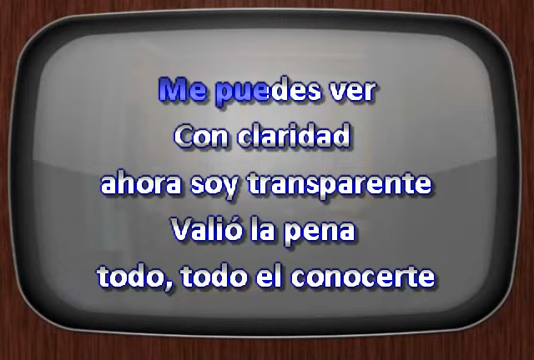 Me puedes ver
Con claridad
ahora soy transparente
Valió la pena
todo, todo el conocerte